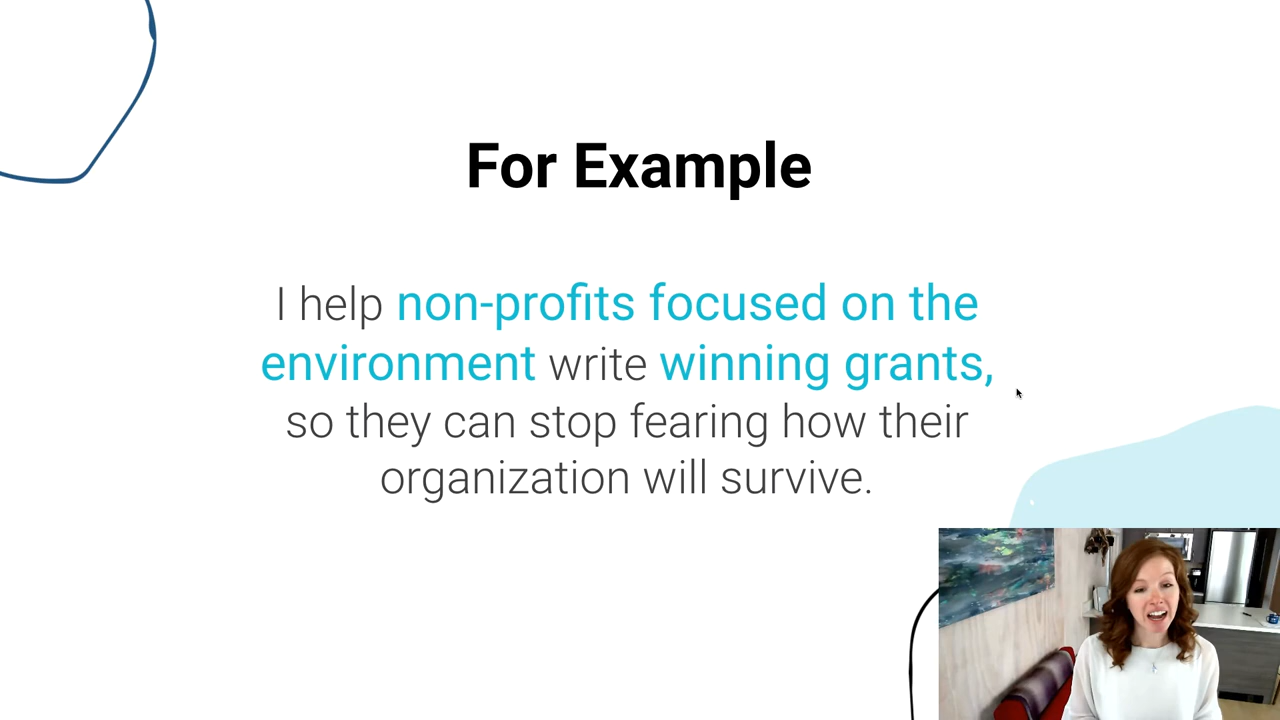 For Example
I help non-profits focused on the
environment write winning grants,
so they can stop fearing how their
organization will survive.